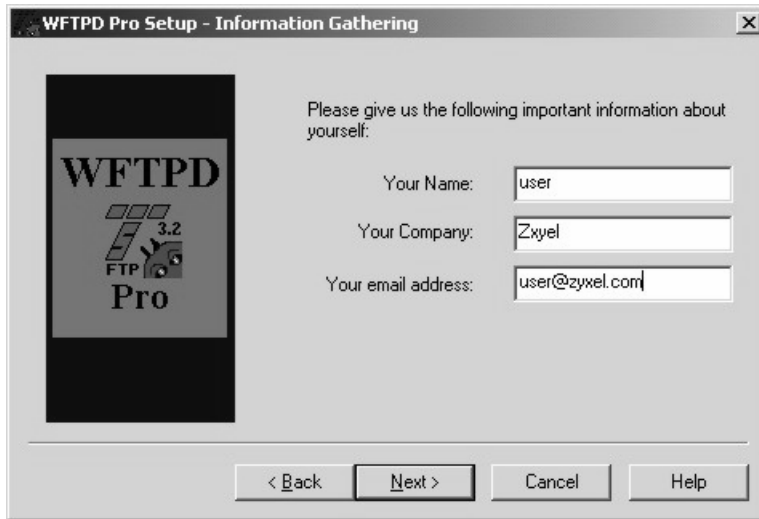 WFTPD Pro Setup - Information Gathering
WFTPD
3.2
FTP
Pro
Please give us the following important information about
yourself:
Your Name: user
Your Company: Zxyel
Your email address: user@zyxel.com
< Back Next > Cancel Help